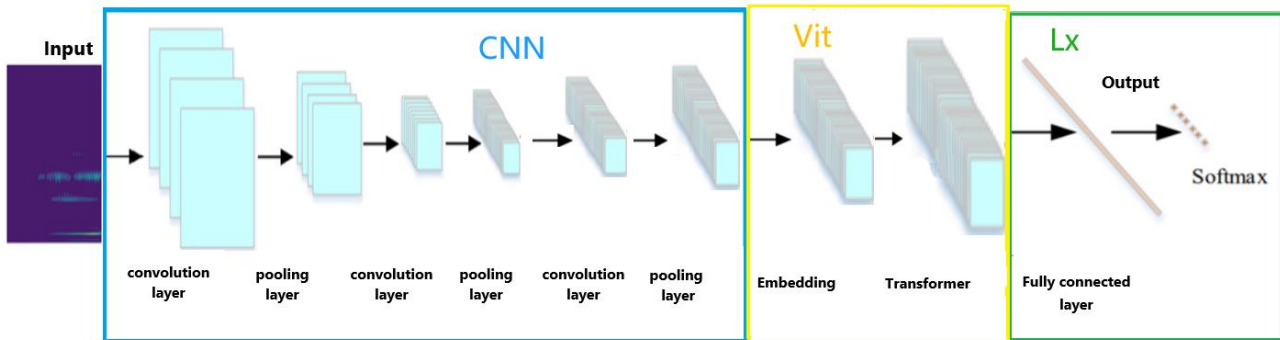 Input
CNN
Vit
Lx
Output
Softmax
convolution
layer
pooling
layer
convolution
layer
pooling
layer
convolution
layer
pooling
layer
Embedding
Transformer
Fully connected
layer